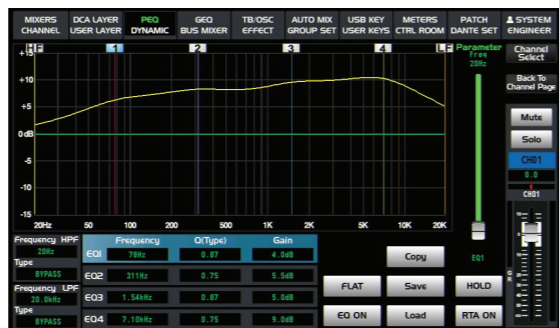 MIXERS DCA LAYER PEQ GEQ TB/OSC AUTO MIX USB KEY METERS PATCH SYSTEM
CHANNEL USER LAYER DYNAMIC BUS MIXER EFFECT GROUP SET USER KEYS CTRL ROOM DANTE SET ENGINEER
HF 1 2 3 4 LF Parameter
Freq
20Hz
Channel
Select
+15
+10
+5
0dB
-5
-10
-15
20Hz 50 100 200 500 1K 2K 5K 10K 20K
Back To
Channel Page
Mute
Solo
CH01
0.0
CH01
EQ1
Frequency HPF
20Hz
Type
BYPASS
Frequency LPF
20.0kHz
Type
BYPASS
Frequency Q(Type) Gain
EQ1 78Hz 0.87 4.0dB
EQ2 311Hz 0.75 5.5dB
EQ3 1.54kHz 0.87 5.0dB
EQ4 7.10kHz 0.75 9.0dB
Copy
FLAT Save HOLD
EQ ON Load RTA ON